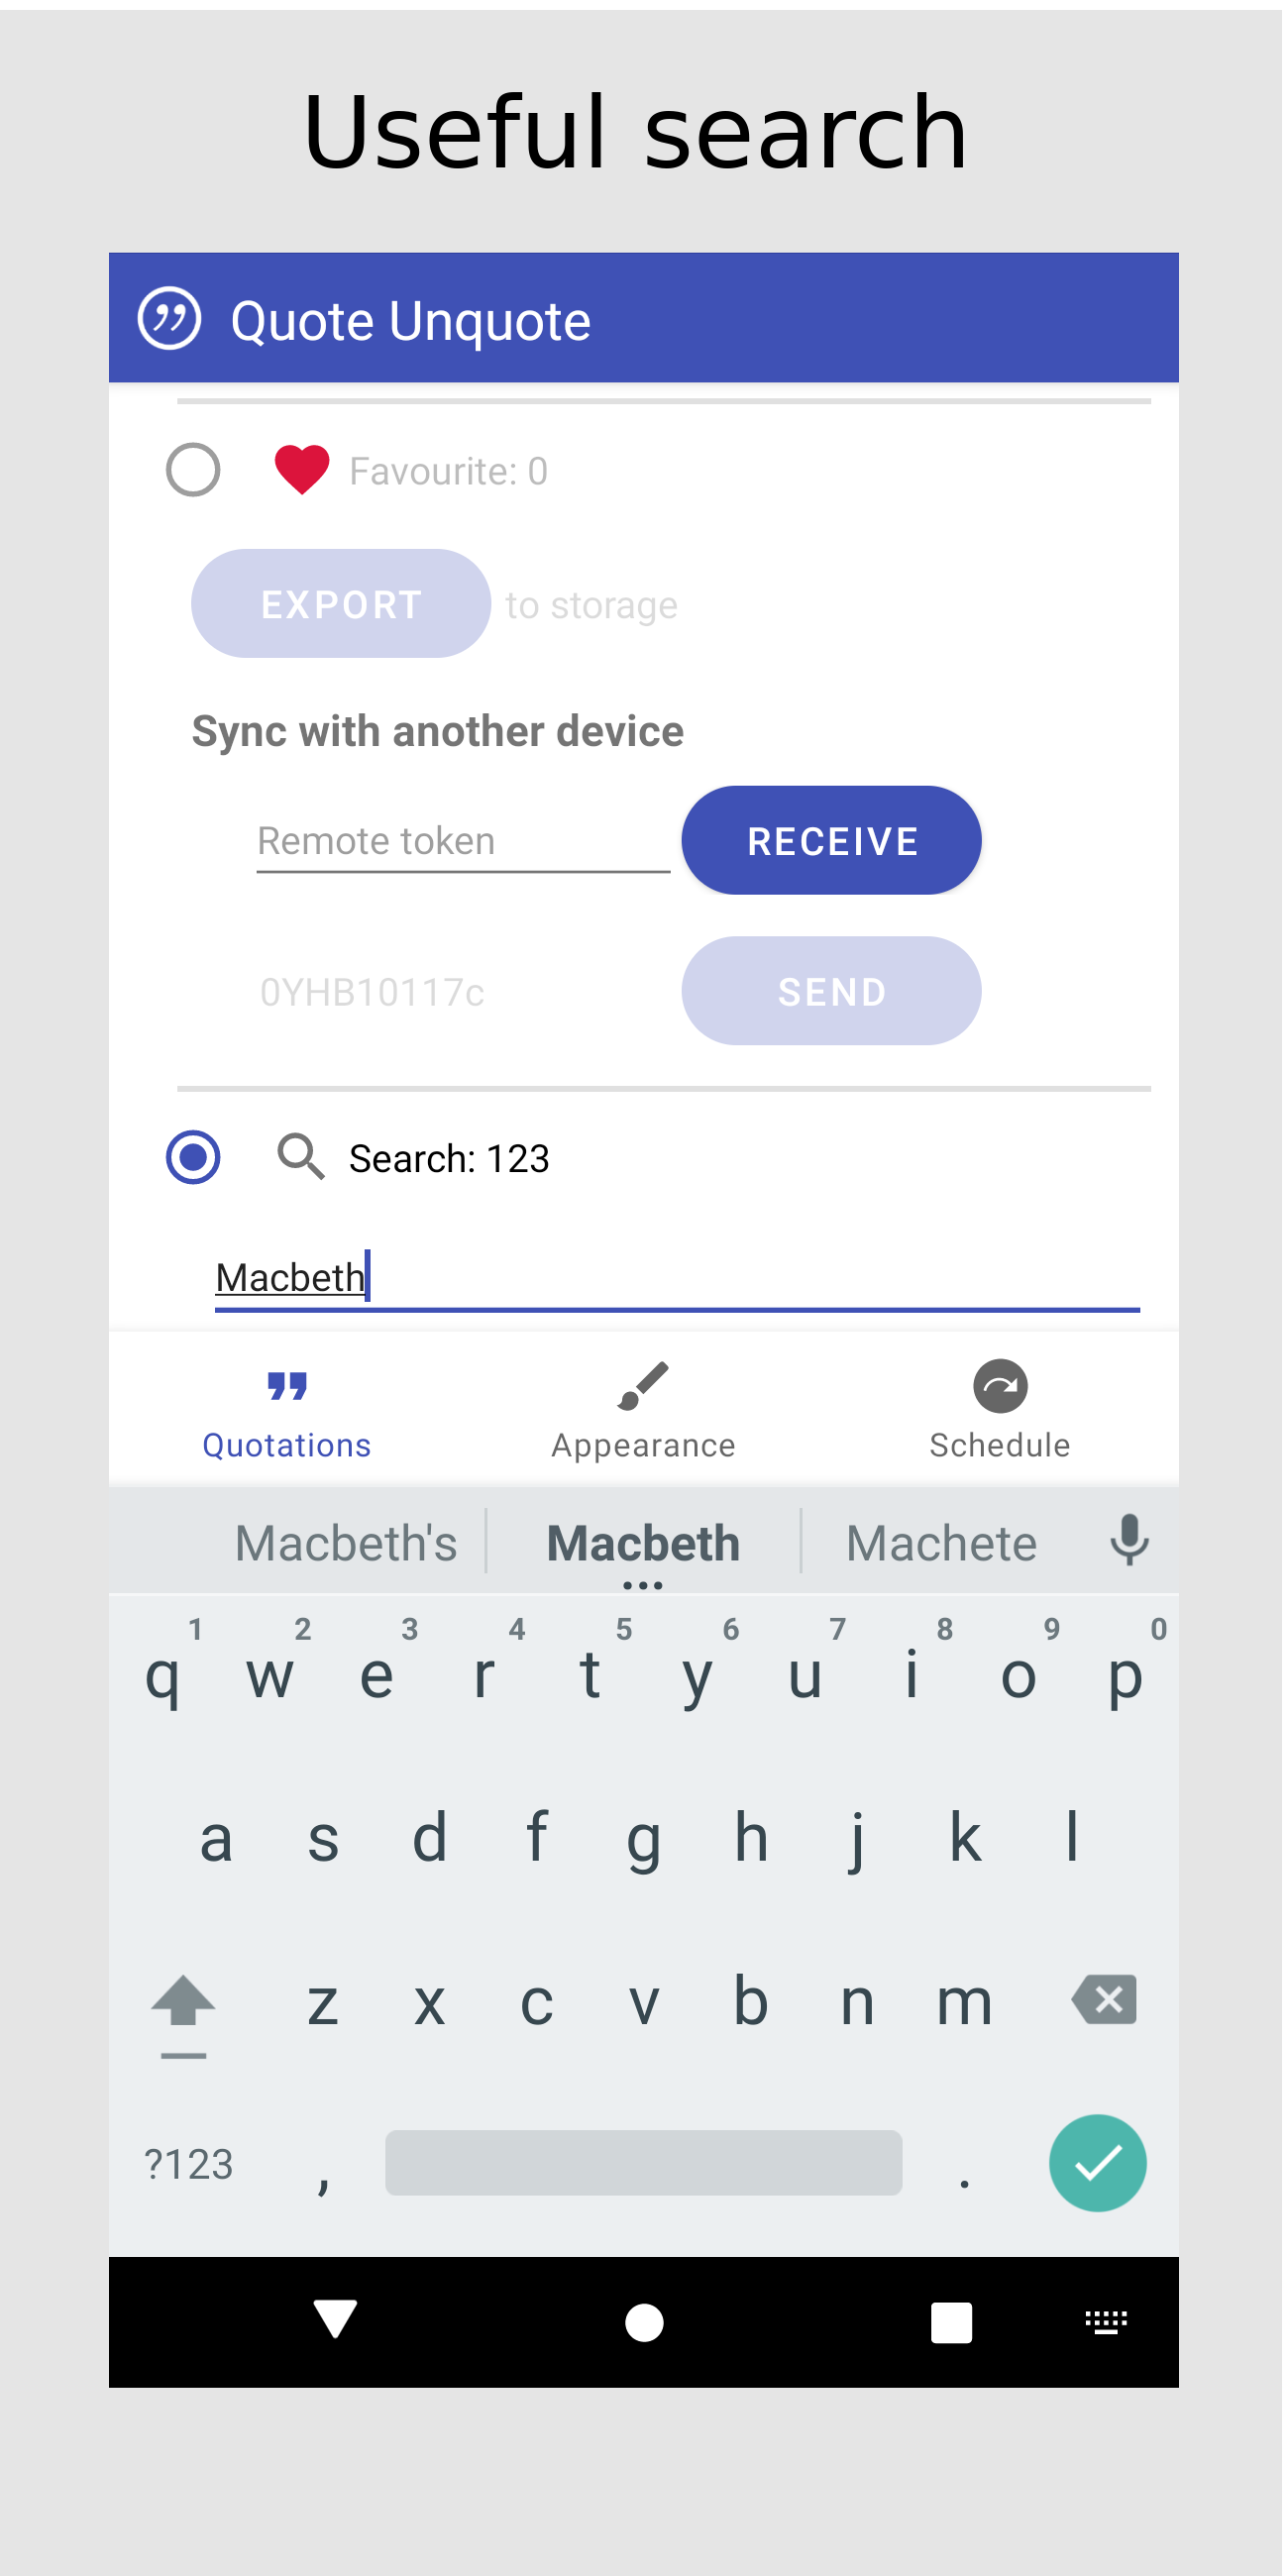 Useful search
Quote Unquote
Favourite: 0
EXPORT to storage
Sync with another device
Remote token RECEIVE
0YHB10117c SEND
Search: 123
Macbeth
Quotations Appearance Schedule
Macbeth's Macbeth Machete
1 2 3 4 5 6 7 8 9 0
q w e r t y u i o p
a s d f g h j k l
z x c v b n m
?123 , .